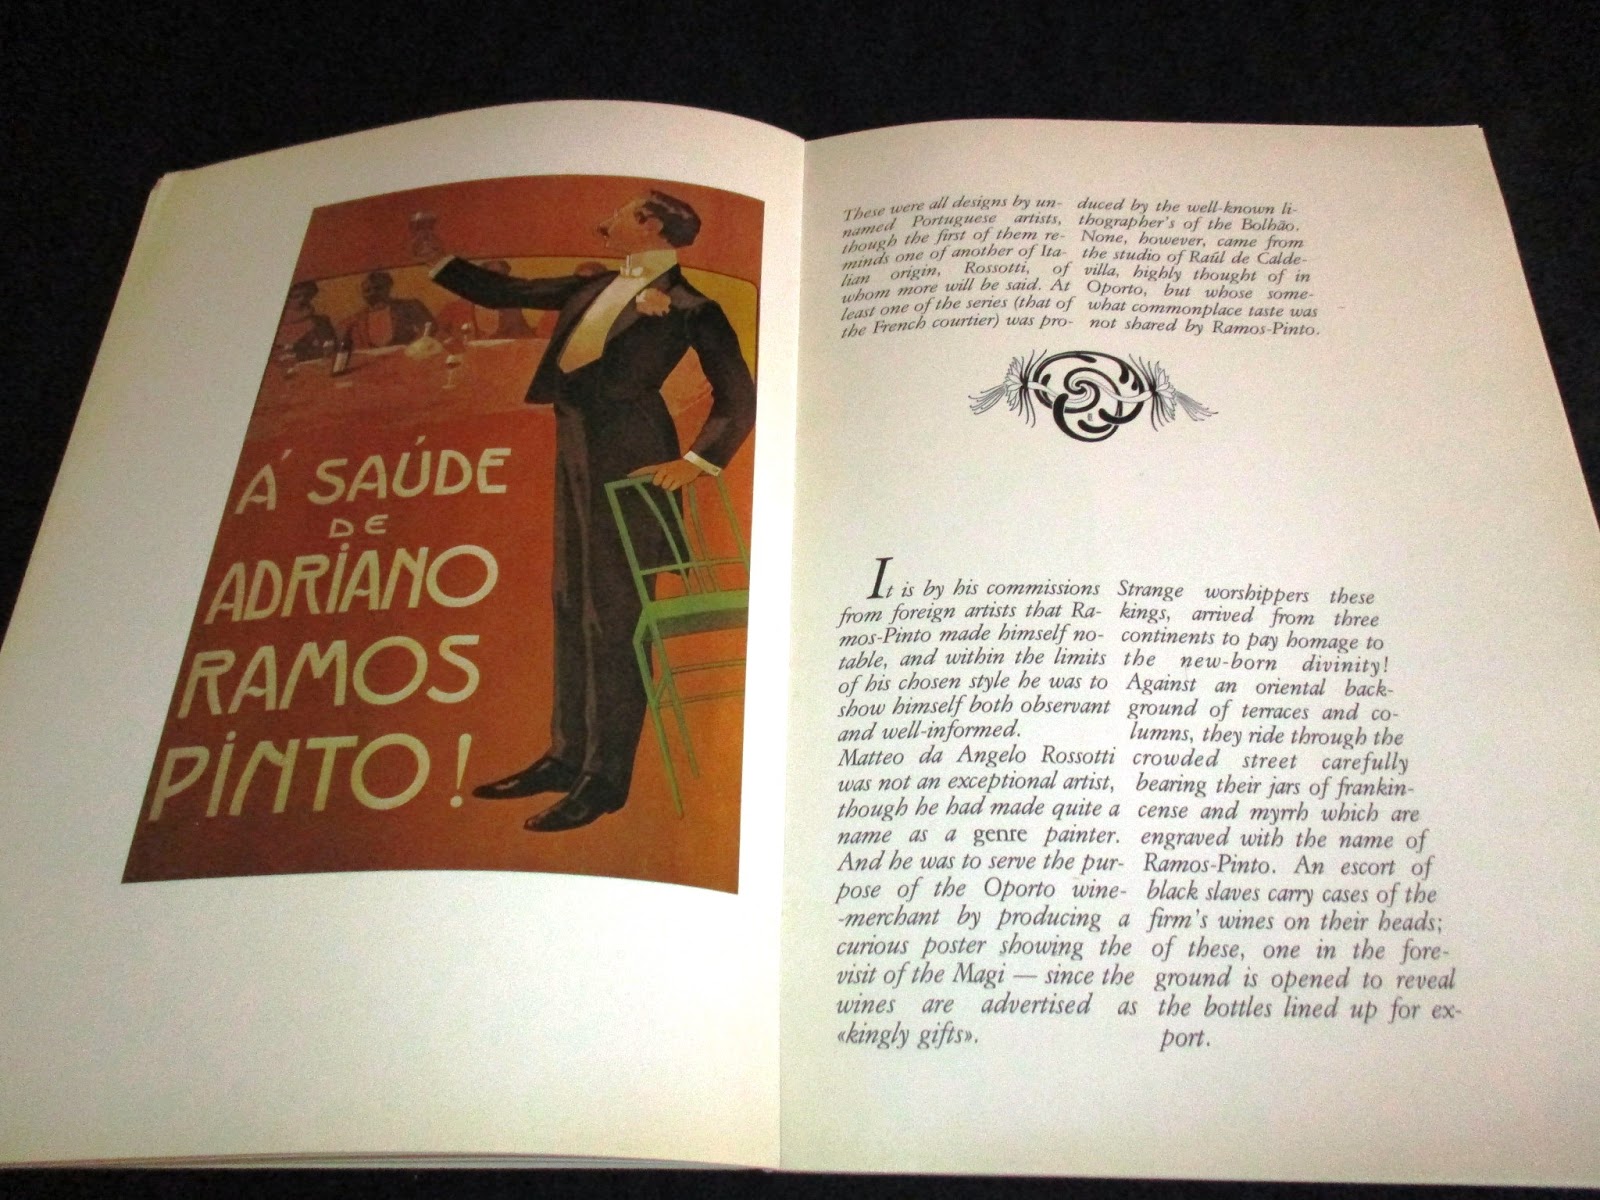 Á SAÚDE
DE
ADRIANO
RAMOS
PINTO!
These were all designs by un-
named Portuguese artists,
though the first of them re-
minds one of another of Ita-
lian origin, Rossotti, of
whom more will be said. At
least one of the series (that of
the French courtier) was pro-
duced by the well-known li-
thographer's of the Bolhão.
None, however, came from
the studio of Raúl de Calde-
villa, highly thought of in
Oporto, but whose some-
what commonplace taste was
not shared by Ramos-Pinto.
It is by his commissions
from foreign artists that Ra-
mos-Pinto made himself no-
table, and within the limits
of his chosen style he was to
show himself both observant
and well-informed.
Matteo da Angelo Rossotti
was not an exceptional artist,
though he had made quite a
name as a genre painter.
And he was to serve the pur-
pose of the Oporto wine-
-merchant by producing a
curious poster showing the
visit of the Magi — since the
wines are advertised as
«kingly gifts».
Strange worshippers these
kings, arrived from three
continents to pay homage to
the new-born divinity!
Against an oriental back-
ground of terraces and co-
lumns, they ride through the
crowded street carefully
bearing their jars of frankin-
cense and myrrh which are
engraved with the name of
Ramos-Pinto. An escort of
black slaves carry cases of the
firm's wines on their heads;
of these, one in the fore-
ground is opened to reveal
the bottles lined up for ex-
port.